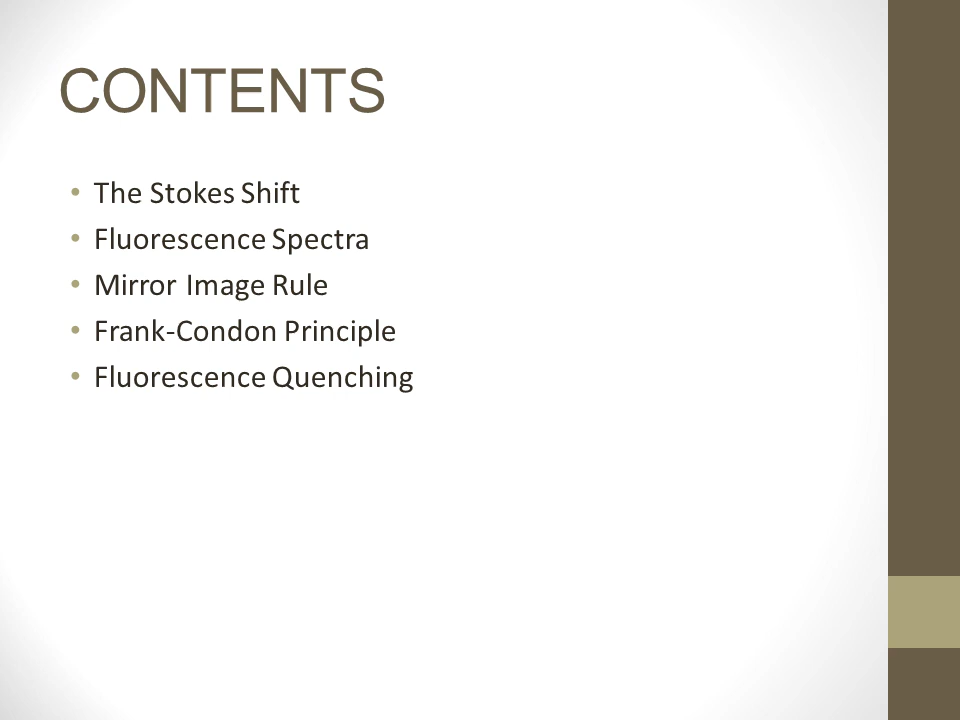 CONTENTS
• The Stokes Shift
• Fluorescence Spectra
• Mirror Image Rule
• Frank-Condon Principle
• Fluorescence Quenching